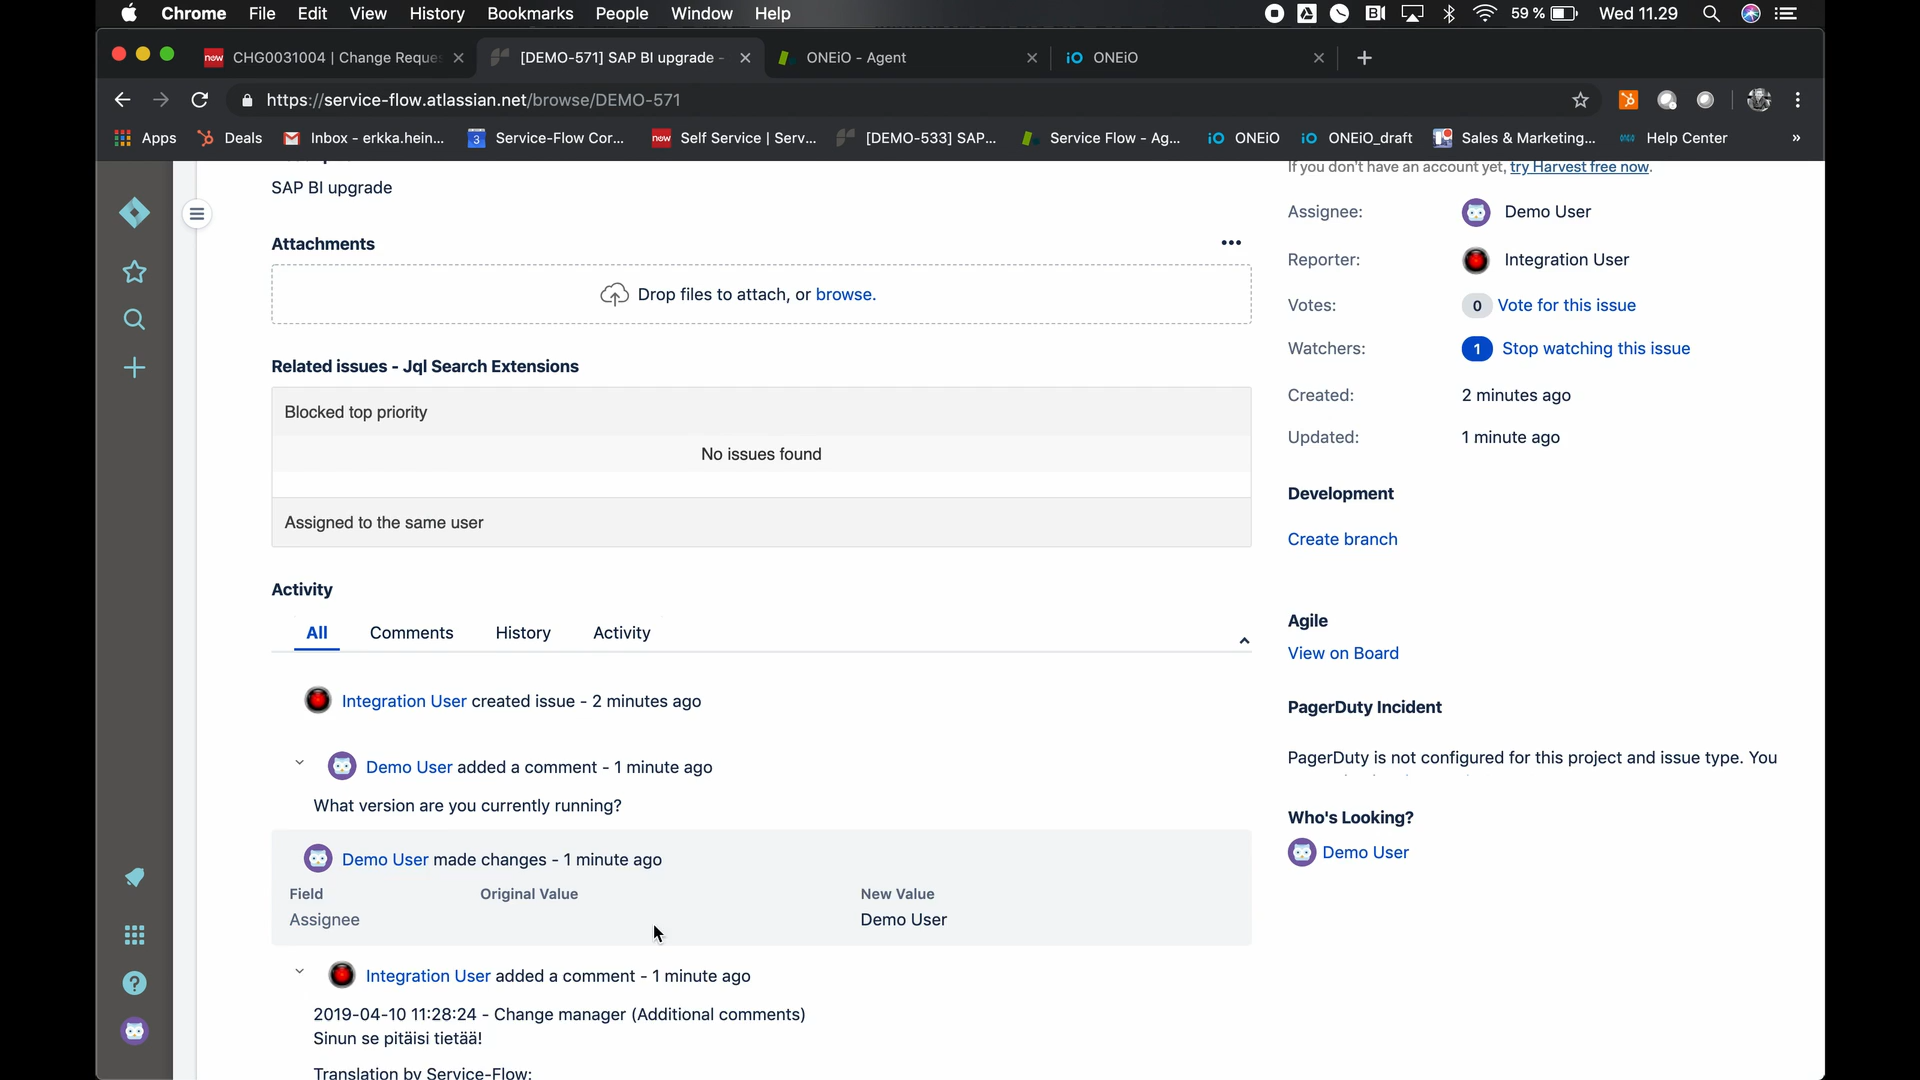 Chrome File Edit View History Bookmarks People Window Help 59 % Wed 11.29
now CHG0031004 | Change Reque [DEMO-571] SAP BI upgrade - ONEiO - Agent iO ONEiO
https://service-flow.atlassian.net/browse/DEMO-571
Apps Deals Inbox - erkka.hein... 3 Service-Flow Cor... now Self Service | Serv... [DEMO-533] SAP... Service Flow - Ag... iO ONEiO iO ONEiO_draft Sales & Marketing... Help Center »
If you don't have an account yet, try Harvest free now.
SAP BI upgrade
Assignee: Demo User
Attachments
Drop files to attach, or browse.
Reporter: Integration User
Votes: 0 Vote for this issue
Watchers: 1 Stop watching this issue
Related issues - Jql Search Extensions
Created: 2 minutes ago
Blocked top priority
Updated: 1 minute ago
No issues found
Development
Assigned to the same user
Create branch
Activity
Agile
All Comments History Activity
View on Board
Integration User created issue - 2 minutes ago
PagerDuty Incident
PagerDuty is not configured for this project and issue type. You
Demo User added a comment - 1 minute ago
What version are you currently running?
Who's Looking?
Demo User
Demo User made changes - 1 minute ago
Field Original Value New Value
Assignee Demo User
Integration User added a comment - 1 minute ago
2019-04-10 11:28:24 - Change manager (Additional comments)
Sinun se pitäisi tietää!
Translation by Service-Flow: